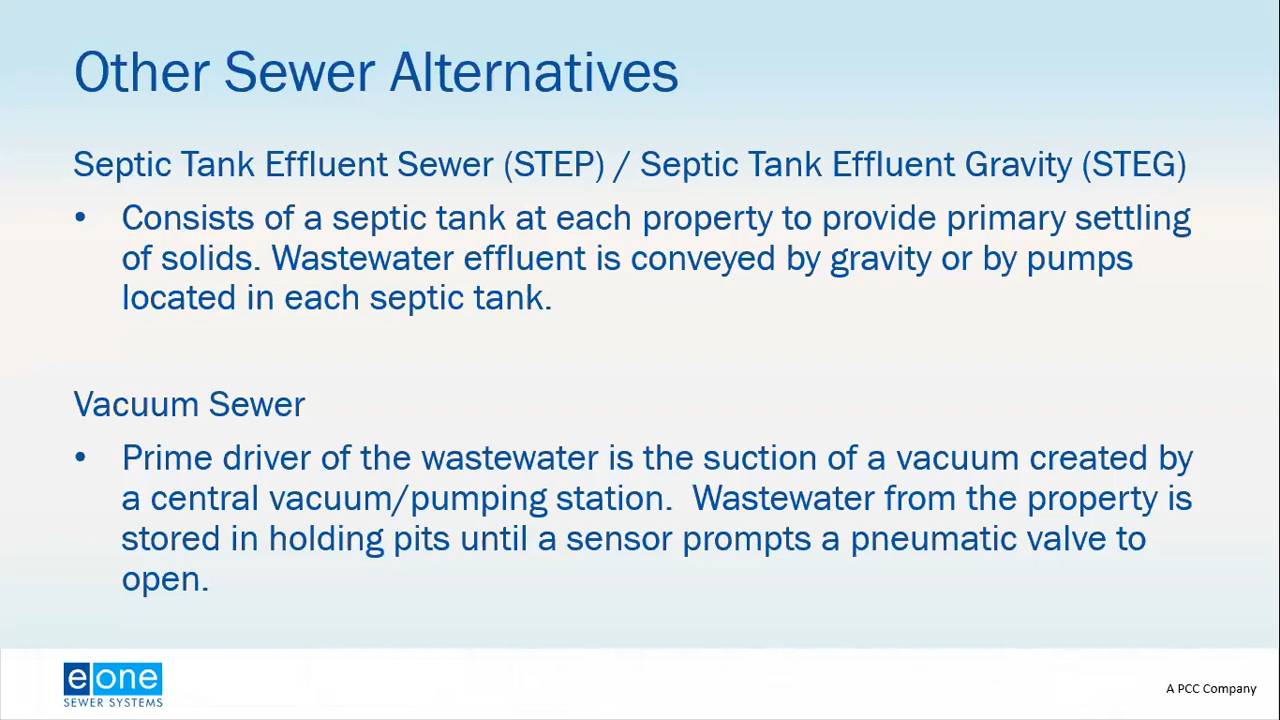 Other Sewer Alternatives
Septic Tank Effluent Sewer (STEP) / Septic Tank Effluent Gravity (STEG)
• Consists of a septic tank at each property to provide primary settling
of solids. Wastewater effluent is conveyed by gravity or by pumps
located in each septic tank.
Vacuum Sewer
• Prime driver of the wastewater is the suction of a vacuum created by
a central vacuum/pumping station. Wastewater from the property is
stored in holding pits until a sensor prompts a pneumatic valve to
open.
eone
SEWER SYSTEMS
A PCC Company